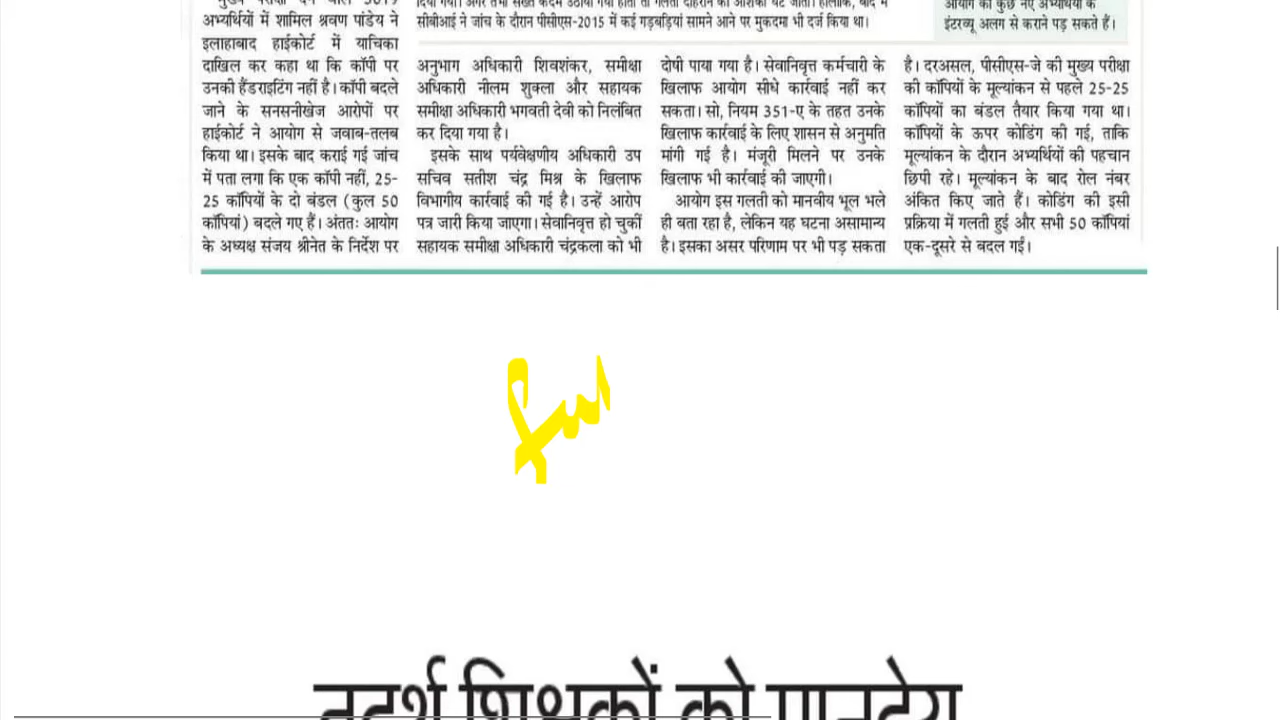 अभ्यर्थियों में शामिल श्रवण पांडेय ने
इलाहाबाद हाईकोर्ट में याचिका
दाखिल कर कहा था कि कॉपी पर
उनकी हैंडराइटिंग नहीं है। कॉपी बदले
जाने के सनसनीखेज आरोपों पर
हाईकोर्ट ने आयोग से जवाब-तलब
किया था। इसके बाद कराई गई जांच
में पता लगा कि एक कॉपी नहीं, 25-
25 कॉपियों के दो बंडल (कुल 50
कॉपियां) बदले गए हैं। अंततः आयोग
के अध्यक्ष संजय श्रीनेत के निर्देश पर
सीबीआई ने जांच के दौरान पीसीएस-2015 में कई गड़बड़ियां सामने आने पर मुकदमा भी दर्ज किया था।
अनुभाग अधिकारी शिवशंकर, समीक्षा
अधिकारी नीलम शुक्ला और सहायक
समीक्षा अधिकारी भगवती देवी को निलंबित
कर दिया गया है।
इसके साथ पर्यवेक्षणीय अधिकारी उप
सचिव सतीश चंद्र मिश्र के खिलाफ
विभागीय कार्रवाई की गई है। उन्हें आरोप
पत्र जारी किया जाएगा। सेवानिवृत्त हो चुकीं
सहायक समीक्षा अधिकारी चंद्रकला को भी
दोषी पाया गया है। सेवानिवृत्त कर्मचारी के
खिलाफ आयोग सीधे कार्रवाई नहीं कर
सकता। सो, नियम 351-ए के तहत उनके
खिलाफ कार्रवाई के लिए शासन से अनुमति
मांगी गई है। मंजूरी मिलने पर उनके
खिलाफ भी कार्रवाई की जाएगी।
आयोग इस गलती को मानवीय भूल भले
ही बता रहा है, लेकिन यह घटना असामान्य
है। इसका असर परिणाम पर भी पड़ सकता
इंटरव्यू अलग से कराने पड़ सकते हैं।
है। दरअसल, पीसीएस-जे की मुख्य परीक्षा
की कॉपियों के मूल्यांकन से पहले 25-25
कॉपियों का बंडल तैयार किया गया था।
कॉपियों के ऊपर कोडिंग की गई, ताकि
मूल्यांकन के दौरान अभ्यर्थियों की पहचान
छिपी रहे। मूल्यांकन के बाद रोल नंबर
अंकित किए जाते हैं। कोडिंग की इसी
प्रक्रिया में गलती हुई और सभी 50 कॉपियां
एक-दूसरे से बदल गईं।
तदर्थ शिक्षकों को मानदेय